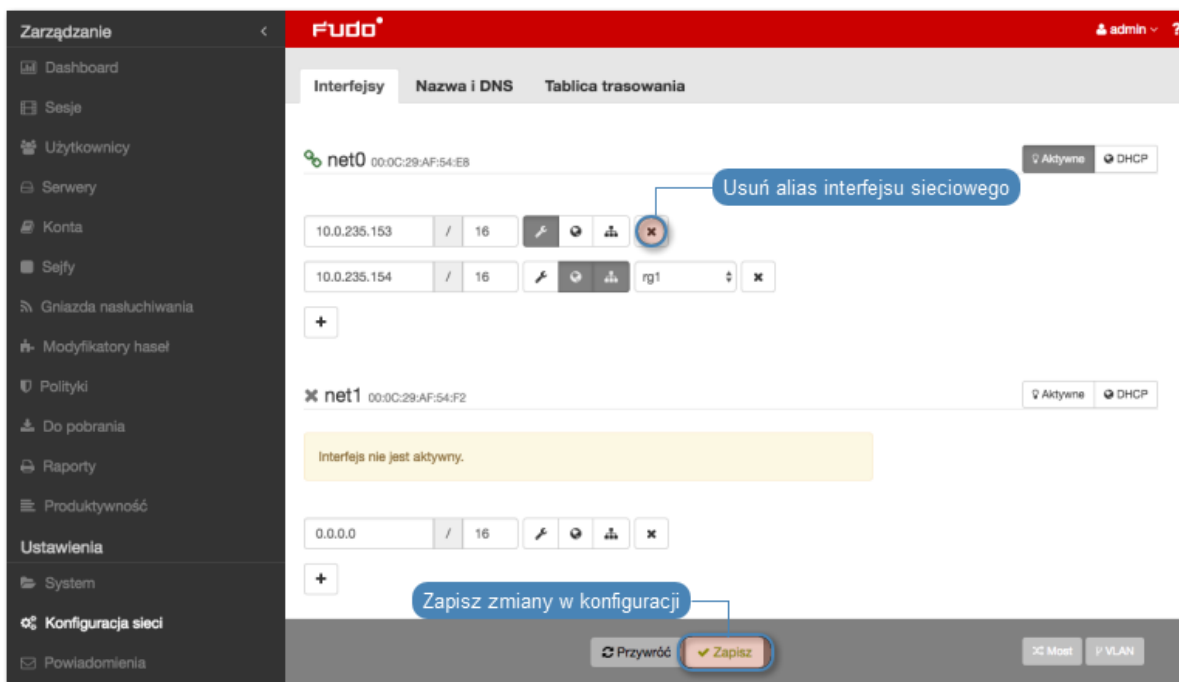 Zarządzanie
Dashboard
Sesje
Użytkownicy
Serwery
Konta
Sejfy
Gniazda nasłuchiwania
Modyfikatory haseł
Polityki
Do pobrania
Raporty
Produktywność
Ustawienia
System
Konfiguracja sieci
Powiadomienia
FUDO
admin ?
Interfejsy Nazwa i DNS Tablica trasowania
net0 00:0C:29:AF:54:E8 Aktywne DHCP
Usuń alias interfejsu sieciowego
10.0.235.153 / 16
10.0.235.154 / 16 rg1
+
net1 00:0C:29:AF:54:F2 Aktywne DHCP
Interfejs nie jest aktywny.
0.0.0.0 / 16
+
Zapisz zmiany w konfiguracji
Przywróć Zapisz Most VLAN